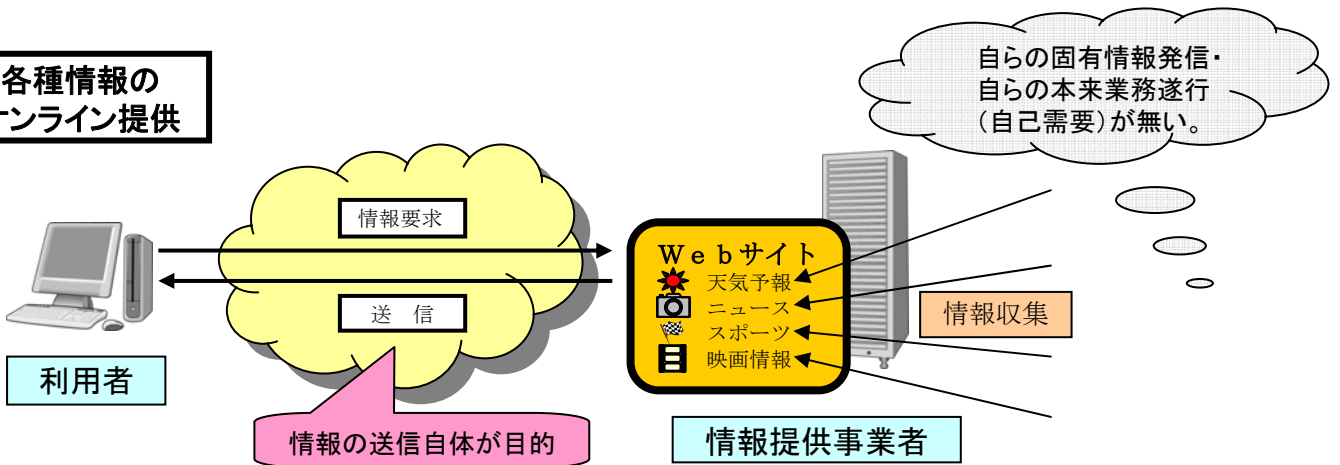 各種情報の
オンライン提供
自らの固有情報発信・
自らの本来業務遂行
（自己需要）が無い。
情報要求
送　信
Ｗｅｂサイト
天気予報
ニュース
スポーツ
映画情報
情報収集
利用者
情報の送信自体が目的
情報提供事業者